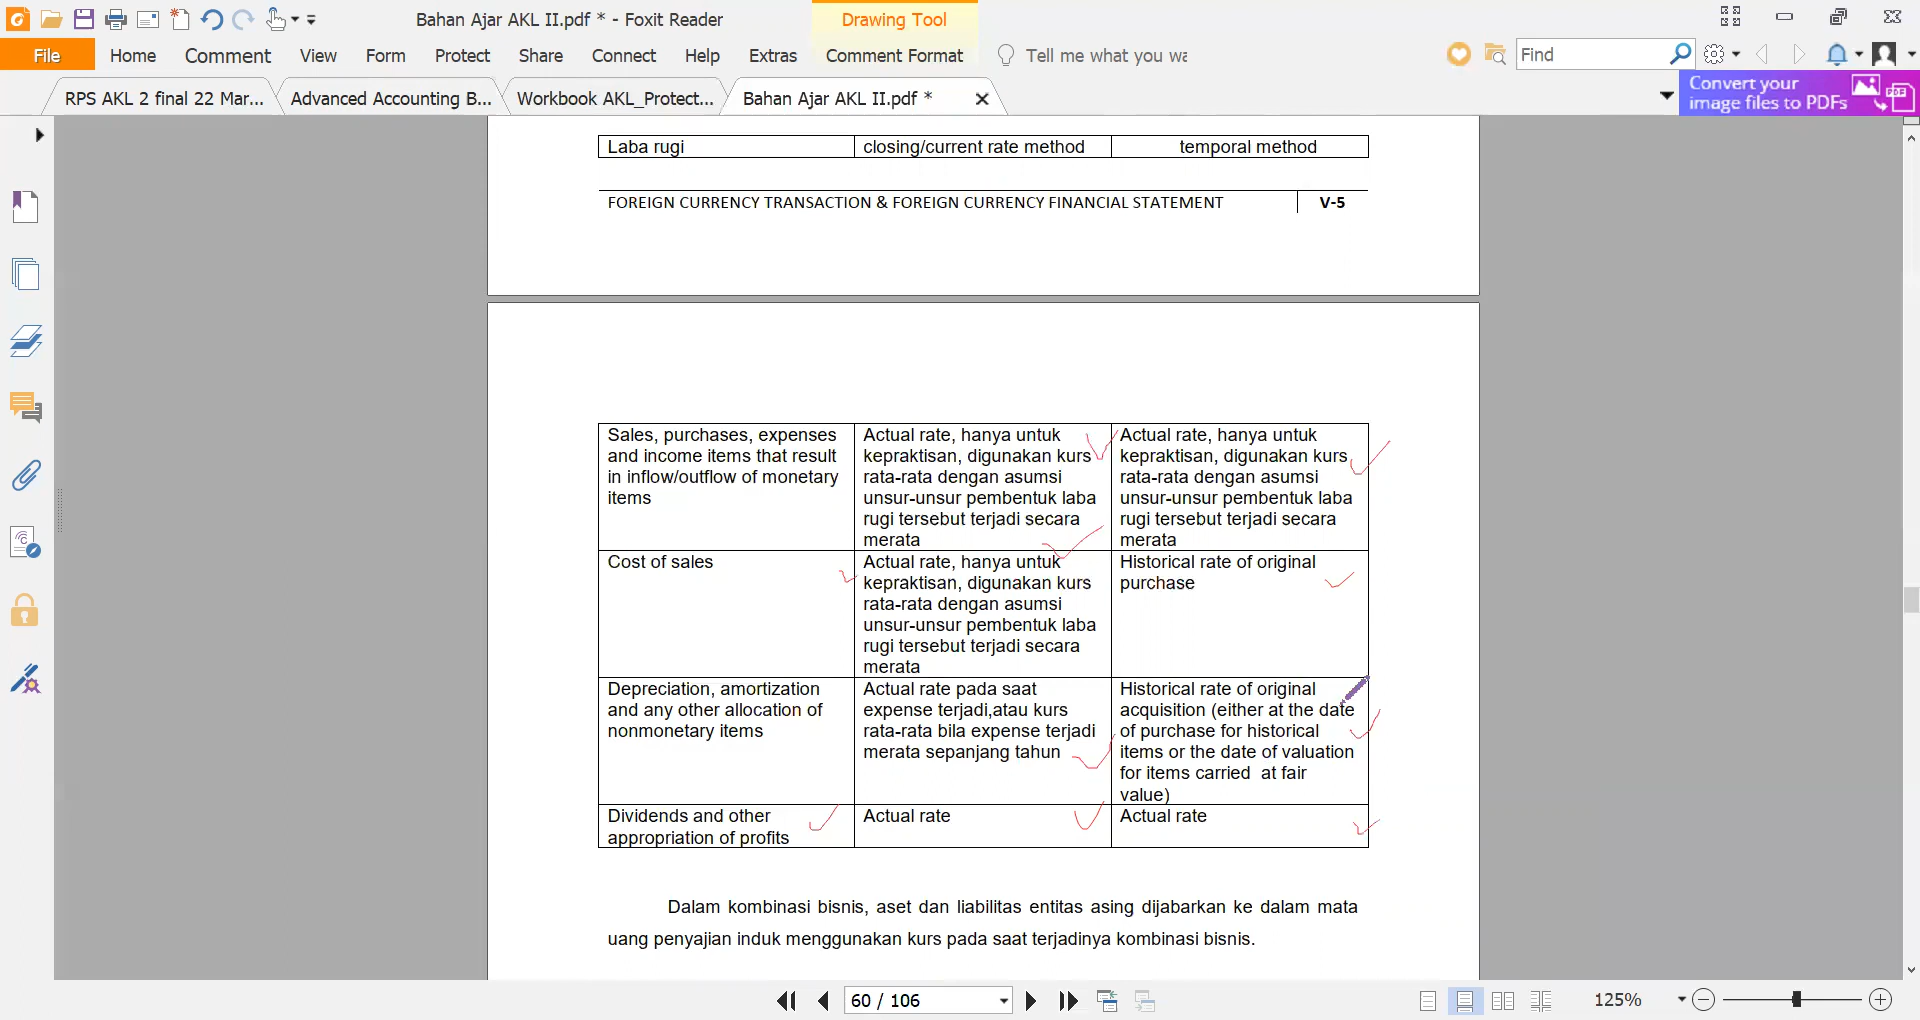 Bahan Ajar AKL II.pdf * - Foxit Reader
Drawing Tool
File
Home
Comment
View
Form
Protect
Share
Connect
Help
Extras
Comment Format
Tell me what you wa
Find
RPS AKL 2 final 22 Mar...
Advanced Accounting B...
Workbook AKL_Protect...
Bahan Ajar AKL II.pdf *
Convert your
image files to PDFs
PDF
Laba rugi
closing/current rate method
temporal method
FOREIGN CURRENCY TRANSACTION & FOREIGN CURRENCY FINANCIAL STATEMENT
V-5
Sales, purchases, expenses
and income items that result
in inflow/outflow of monetary
items
Actual rate, hanya untuk
kepraktisan, digunakan kurs
rata-rata dengan asumsi
unsur-unsur pembentuk laba
rugi tersebut terjadi secara
merata
Actual rate, hanya untuk
kepraktisan, digunakan kurs
rata-rata dengan asumsi
unsur-unsur pembentuk laba
rugi tersebut terjadi secara
merata
Cost of sales
Actual rate, hanya untuk
kepraktisan, digunakan kurs
rata-rata dengan asumsi
unsur-unsur pembentuk laba
rugi tersebut terjadi secara
merata
Historical rate of original
purchase
Depreciation, amortization
and any other allocation of
nonmonetary items
Actual rate pada saat
expense terjadi,atau kurs
rata-rata bila expense terjadi
merata sepanjang tahun
Historical rate of original
acquisition (either at the date
of purchase for historical
items or the date of valuation
for items carried  at fair
value)
Dividends and other
appropriation of profits
Actual rate
Actual rate
Dalam kombinasi bisnis, aset dan liabilitas entitas asing dijabarkan ke dalam mata
uang penyajian induk menggunakan kurs pada saat terjadinya kombinasi bisnis.
60 / 106
125%